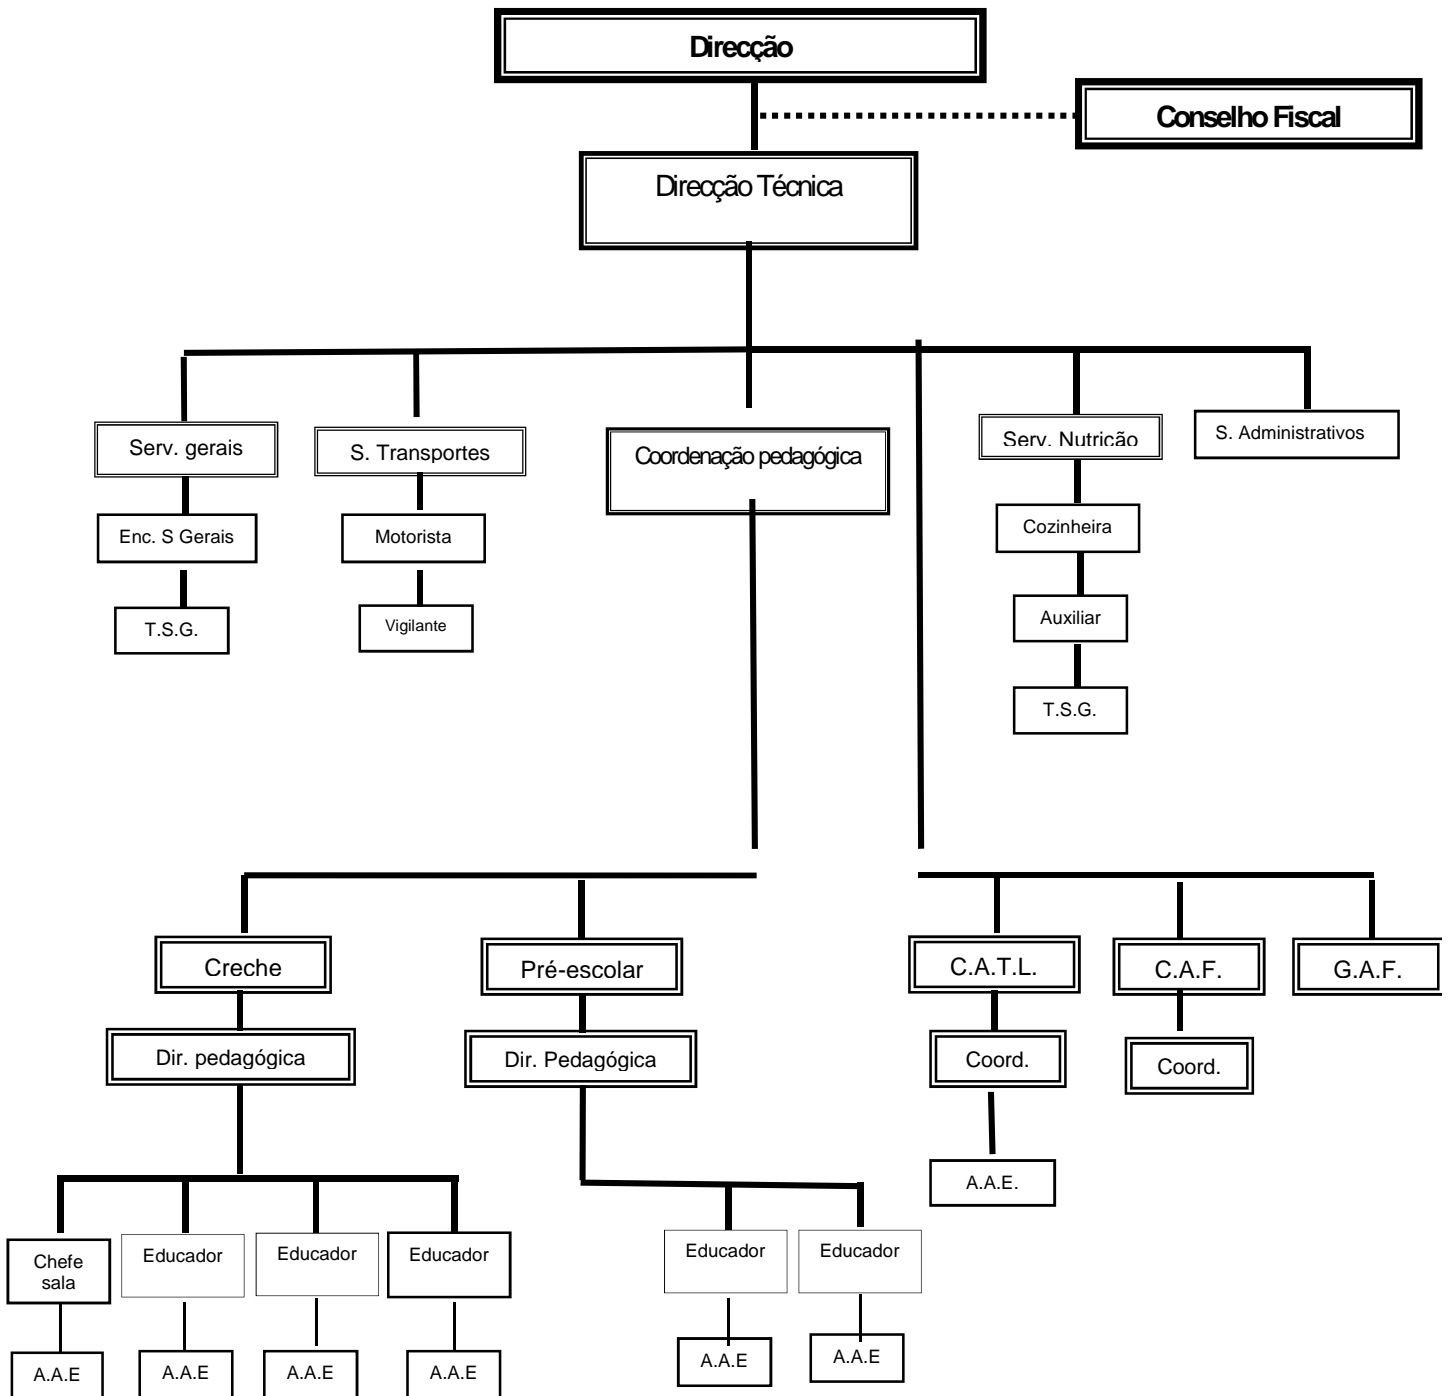 Direcção
Conselho Fiscal
Direcção Técnica
Serv. gerais
S. Transportes
Coordenação pedagógica
Serv. Nutrição
S. Administrativos
Enc. S Gerais
Motorista
Cozinheira
T.S.G.
Vigilante
Auxiliar
T.S.G.
Creche
Pré-escolar
C.A.T.L.
C.A.F.
G.A.F.
Dir. pedagógica
Dir. Pedagógica
Coord.
Coord.
A.A.E.
Chefe
sala
Educador
Educador
Educador
Educador
Educador
A.A.E
A.A.E
A.A.E
A.A.E
A.A.E
A.A.E